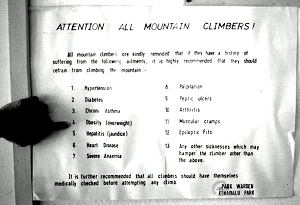 ATTENTION ALL MOUNTAIN CLIMBERS!
All mountain climbers are kindly reminded that if they have a history of
suffering from the following ailments, it is highly recommended that they should
refrain from climbing the mountain :-
1. Hypertension
2. Diabetes
3. Chronic Asthma
4. Obesity (overweight)
5. Hepatitis (jaundice)
6. Heart Disease
7. Severe Anaemia
8. Palpitation
9. Peptic ulcers
10. Arthritis
11. Muscular cramps
12. Epileptic Fits
13. Any other sicknesses which may
hamper the climber other than
the above.
It is further recommended that all climbers should have themselves
medically checked before attempting any climb.
PARK WARDEN
KINABALU PARK